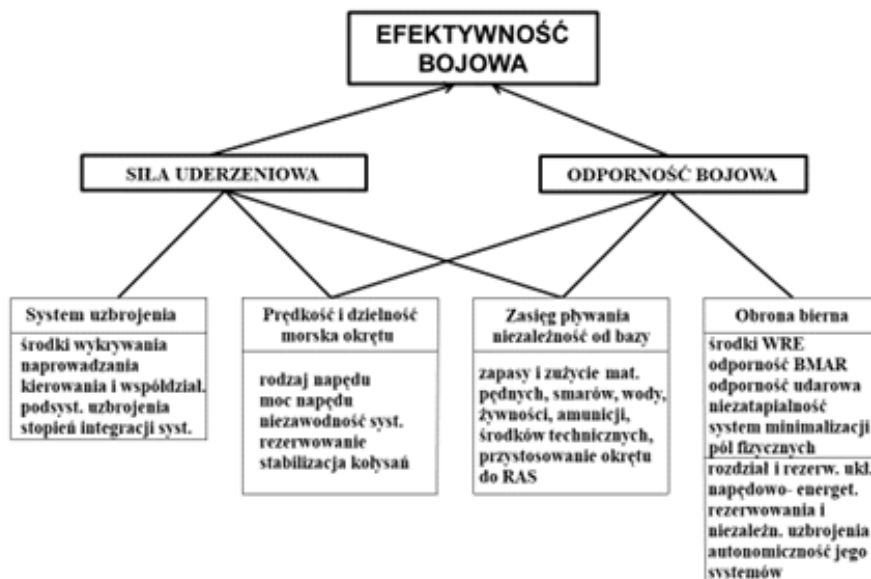 EFEKTYWNOŚĆ
BOJOWA
SIŁA UDERZENIOWA
ODPORNOŚĆ BOJOWA
System uzbrojenia
środki wykrywania
naprowadzania
kierowania i współdział.
podsyst. uzbrojenia
stopień integracji syst.
Prędkość i dzielność
morska okrętu
rodzaj napędu
moc napędu
niezawodność syst.
rezerwowanie
stabilizacja kołysań
Zasięg pływania
niezależność od bazy
zapasy i zużycie mat.
pędnych, smarów, wody,
żywności, amunicji,
środków technicznych,
przystosowanie okrętu
do RAS
Obrona bierna
środki WRE
odporność BMAR
odporność udarowa
niezatapialność
system minimalizacji
pól fizycznych
rozdział i rezerw. ukł.
napędowo- energet.
rezerwowania i
niezależn. uzbrojenia
autonomiczność jego
systemów